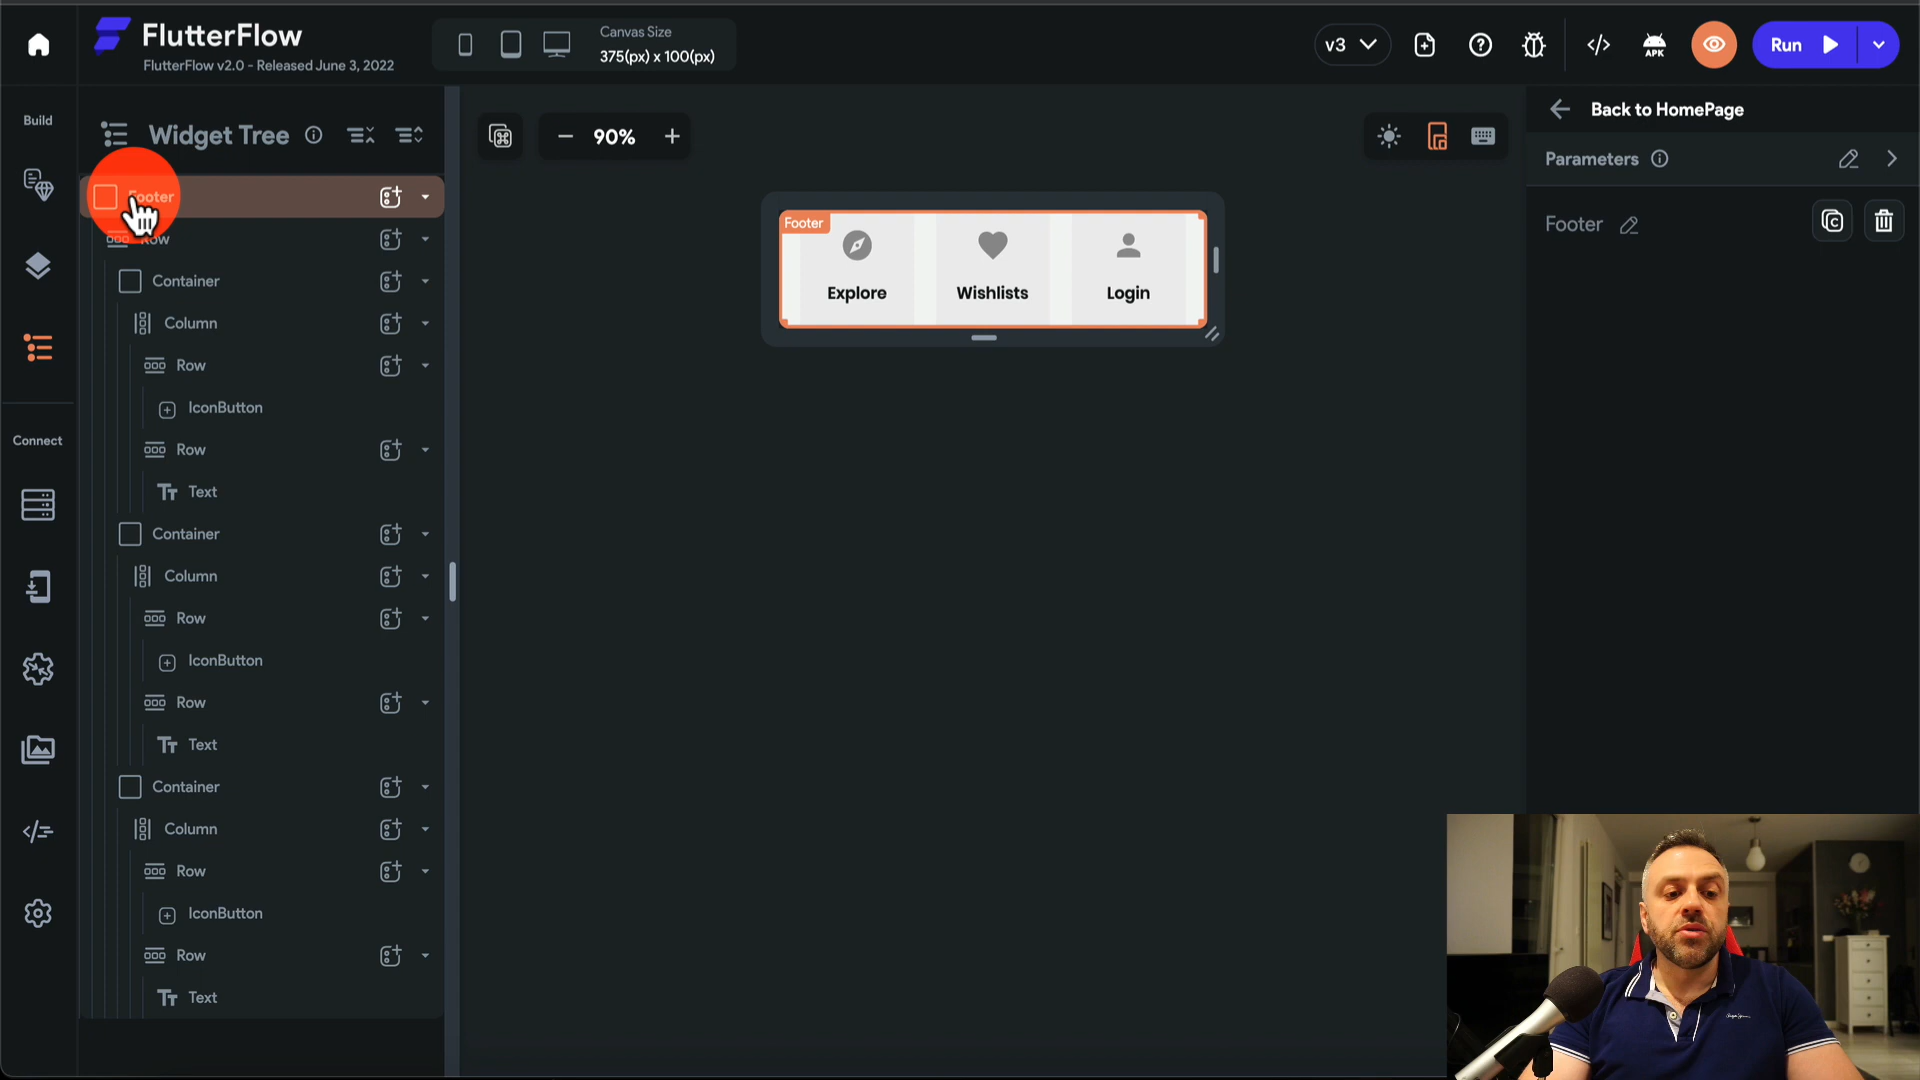 FlutterFlow
FlutterFlow v2.0 - Released June 3, 2022
Canvas Size
375(px) x 100(px)
v3
APK
Run
Build
Widget Tree
90%
Back to HomePage
Parameters
Footer
Footer
Row
Container
Column
Row
IconButton
Row
Text
Container
Column
Row
IconButton
Row
Text
Container
Column
Row
IconButton
Row
Text
Connect
Footer
Explore
Wishlists
Login